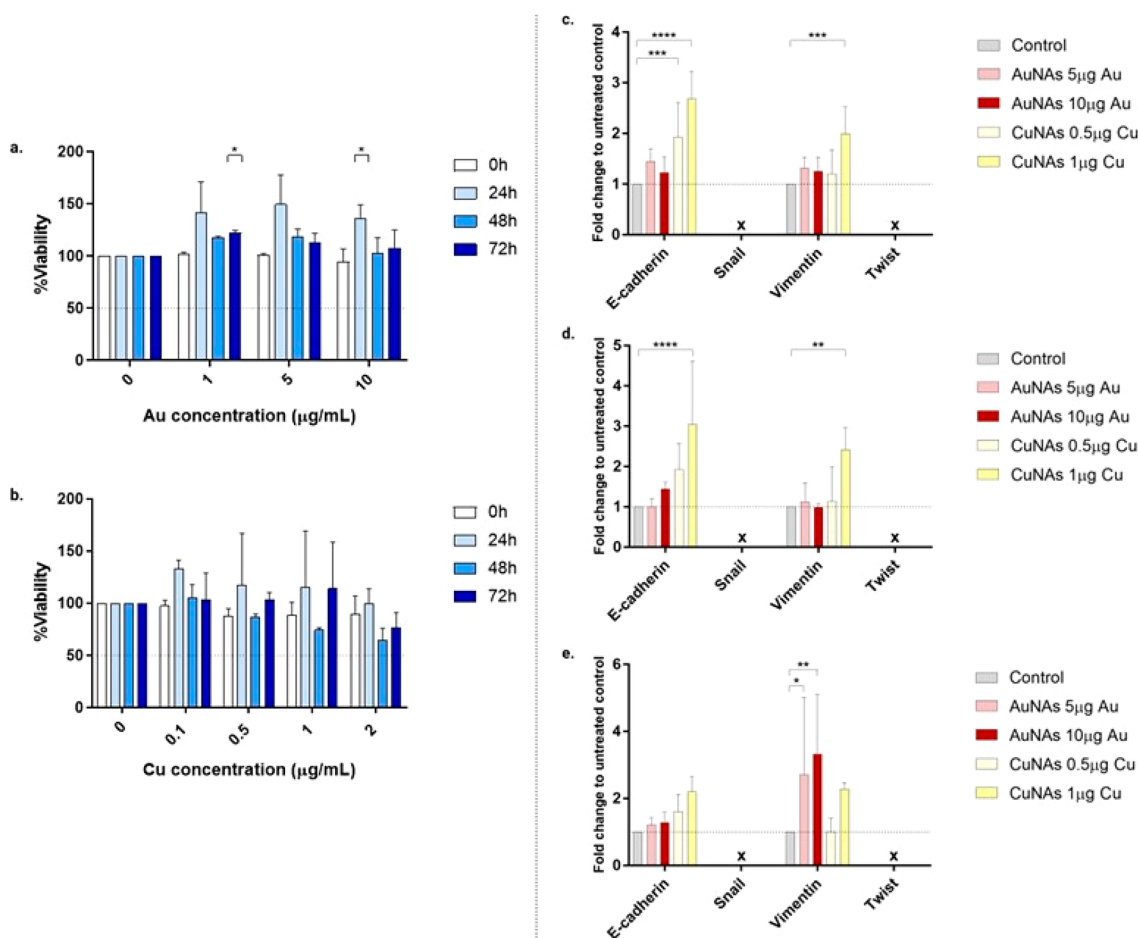 a.
*
*
200
150
100
50
0
%Viability
0
1
5
10
Au concentration (µg/mL)
0h
24h
48h
72h
b.
200
150
100
50
0
%Viability
0
0.1
0.5
1
2
Cu concentration (µg/mL)
0h
24h
48h
72h
c.
****
***
***
4
3
2
1
0
Fold change to untreated control
x
x
E-cadherin
Snail
Vimentin
Twist
Control
AuNAs 5µg Au
AuNAs 10µg Au
CuNAs 0.5µg Cu
CuNAs 1µg Cu
d.
****
**
5
4
3
2
1
0
Fold change to untreated control
x
x
E-cadherin
Snail
Vimentin
Twist
Control
AuNAs 5µg Au
AuNAs 10µg Au
CuNAs 0.5µg Cu
CuNAs 1µg Cu
e.
**
*
6
4
2
0
Fold change to untreated control
x
x
E-cadherin
Snail
Vimentin
Twist
Control
AuNAs 5µg Au
AuNAs 10µg Au
CuNAs 0.5µg Cu
CuNAs 1µg Cu